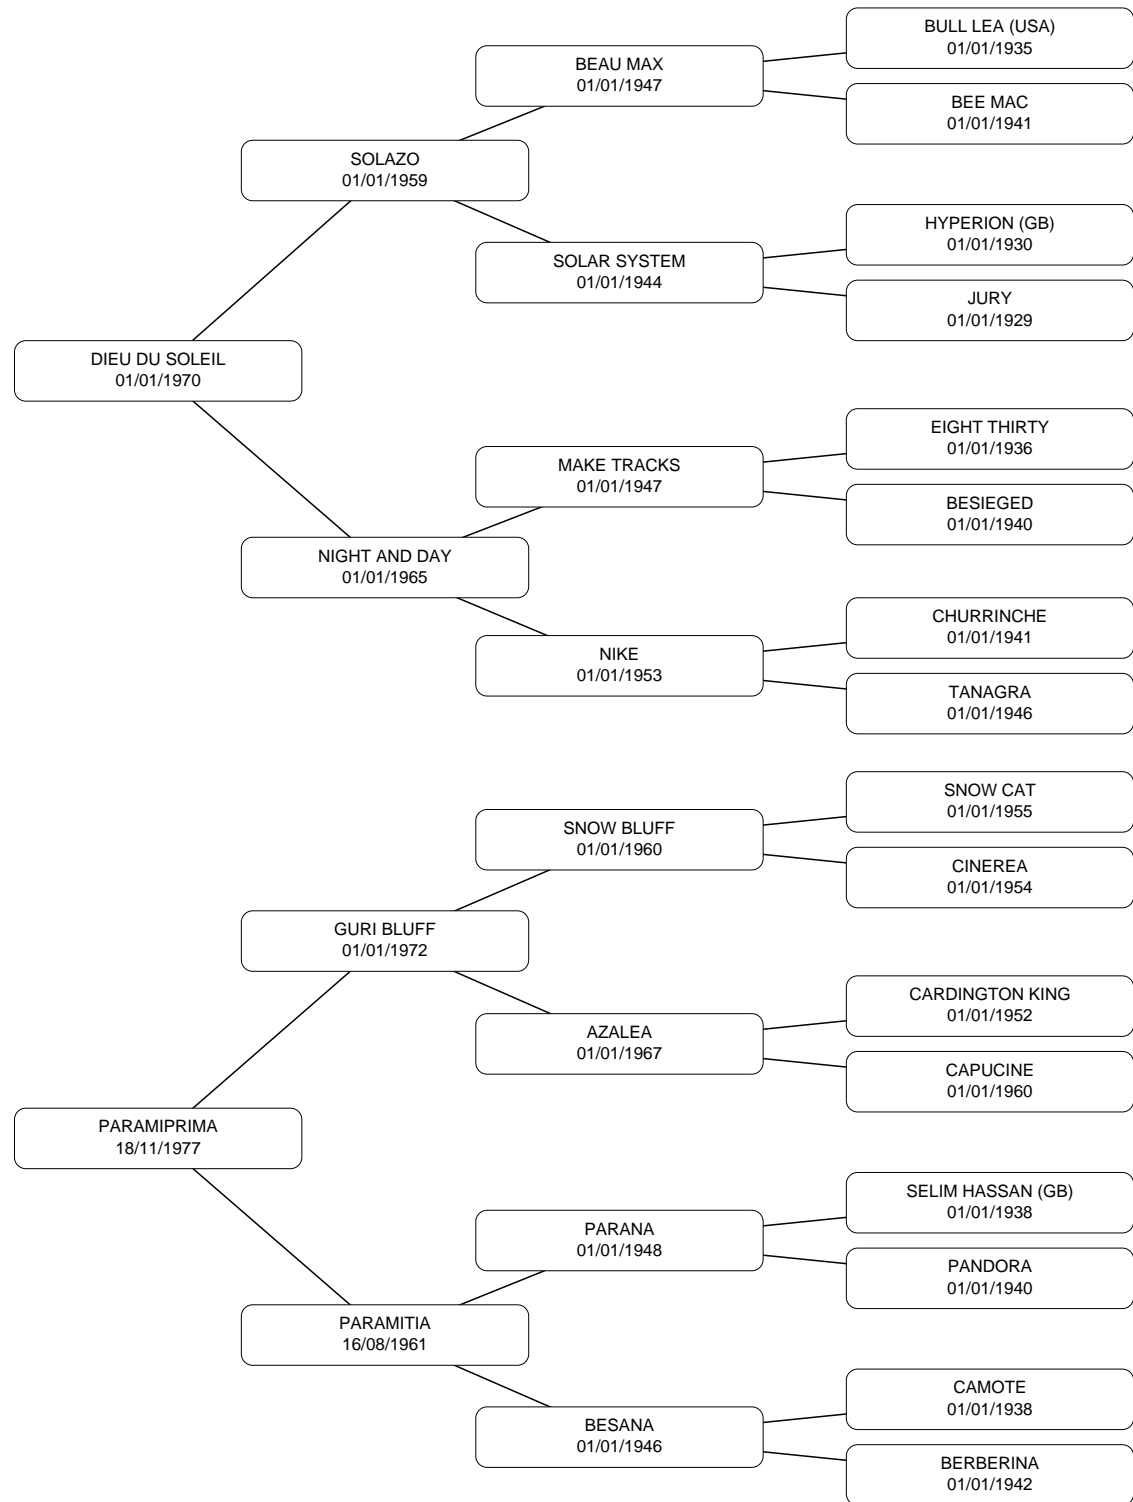 BULL LEA (USA)
01/01/1935
BEAU MAX
01/01/1947
BEE MAC
01/01/1941
SOLAZO
01/01/1959
HYPERION (GB)
01/01/1930
SOLAR SYSTEM
01/01/1944
JURY
01/01/1929
DIEU DU SOLEIL
01/01/1970
EIGHT THIRTY
01/01/1936
MAKE TRACKS
01/01/1947
BESIEGED
01/01/1940
NIGHT AND DAY
01/01/1965
CHURRINCHE
01/01/1941
NIKE
01/01/1953
TANAGRA
01/01/1946
SNOW CAT
01/01/1955
SNOW BLUFF
01/01/1960
CINEREA
01/01/1954
GURI BLUFF
01/01/1972
CARDINGTON KING
01/01/1952
AZALEA
01/01/1967
CAPUCINE
01/01/1960
PARAMIPRIMA
18/11/1977
SELIM HASSAN (GB)
01/01/1938
PARANA
01/01/1948
PANDORA
01/01/1940
PARAMITIA
16/08/1961
CAMOTE
01/01/1938
BESANA
01/01/1946
BERBERINA
01/01/1942